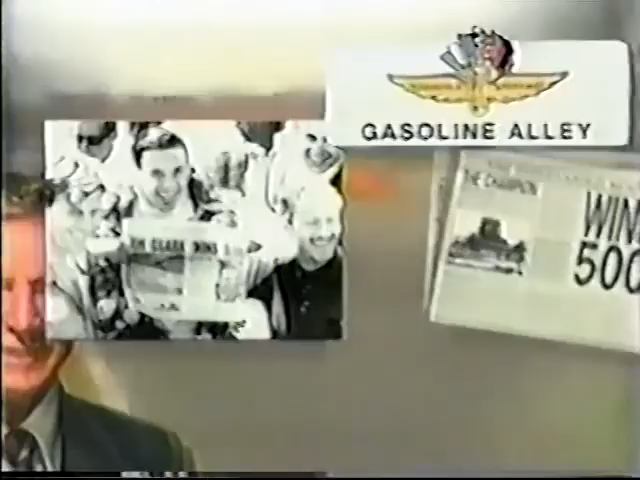 GASOLINE ALLEY
THE CHAMPION
WIN
500
JIM CLARK WINS